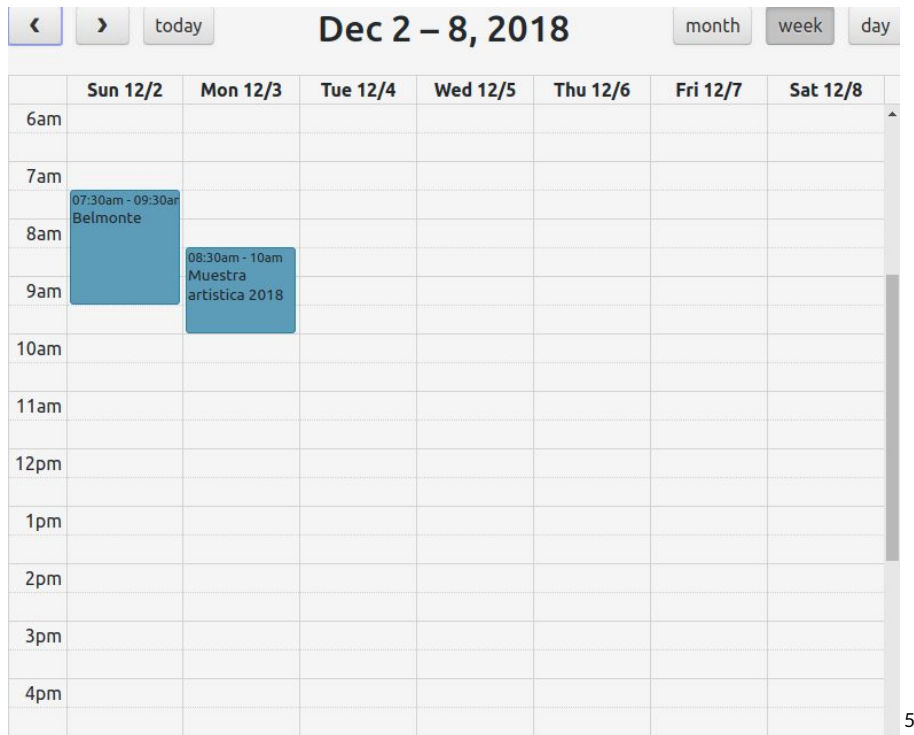 ‹ › today Dec 2 – 8, 2018 month week day
Sun 12/2 Mon 12/3 Tue 12/4 Wed 12/5 Thu 12/6 Fri 12/7 Sat 12/8
6am
7am
07:30am - 09:30am
Belmonte
8am
08:30am - 10am
Muestra
9am
artistica 2018
10am
11am
12pm
1pm
2pm
3pm
4pm
5